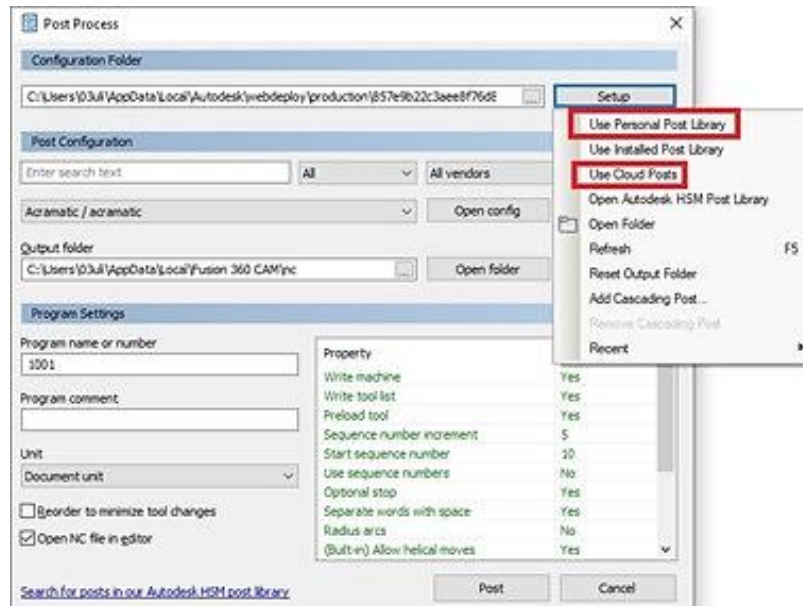 Post Process
Configuration Folder
C:\Users\03uli\AppData\Local\Autodesk\webdeploy\production\857e9b22c3aee8f76d8
...
Setup
Use Personal Post Library
Use Installed Post Library
Use Cloud Posts
Open Autodesk HSM Post Library
Open Folder
Refresh F5
Reset Output Folder
Add Cascading Post...
Remove Cascading Post
Recent
Post Configuration
Enter search text
All
All vendors
Acramatic / acramatic
Open config
Output folder
C:\Users\03uli\AppData\Local\Fusion 360 CAM\nc
...
Open folder
Program Settings
Program name or number
1001
Program comment
Unit
Document unit
Reorder to minimize tool changes
Open NC file in editor
Property
Write machine Yes
Write tool list Yes
Preload tool Yes
Sequence number increment 5
Start sequence number 10
Use sequence numbers No
Optional stop Yes
Separate words with space Yes
Radius arcs No
(Built-in) Allow helical moves Yes
Search for posts in our Autodesk HSM post library
Post
Cancel